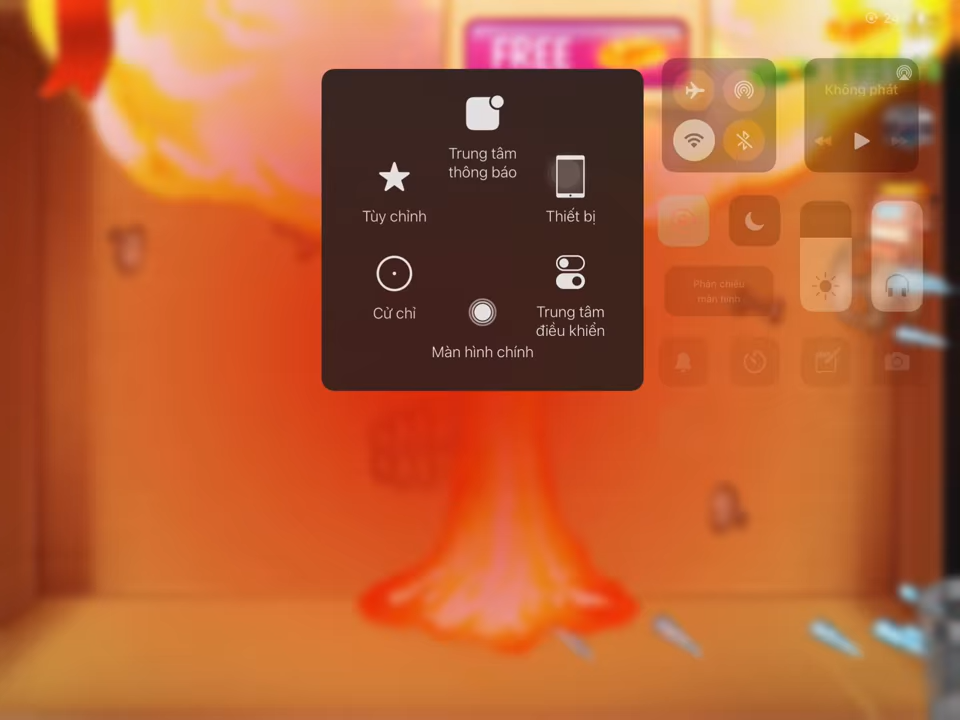 FREE
Không phát
Trung tâm
thông báo
Tùy chỉnh
Thiết bị
Phản chiếu
màn hình
Cử chỉ
Trung tâm
điều khiển
Màn hình chính